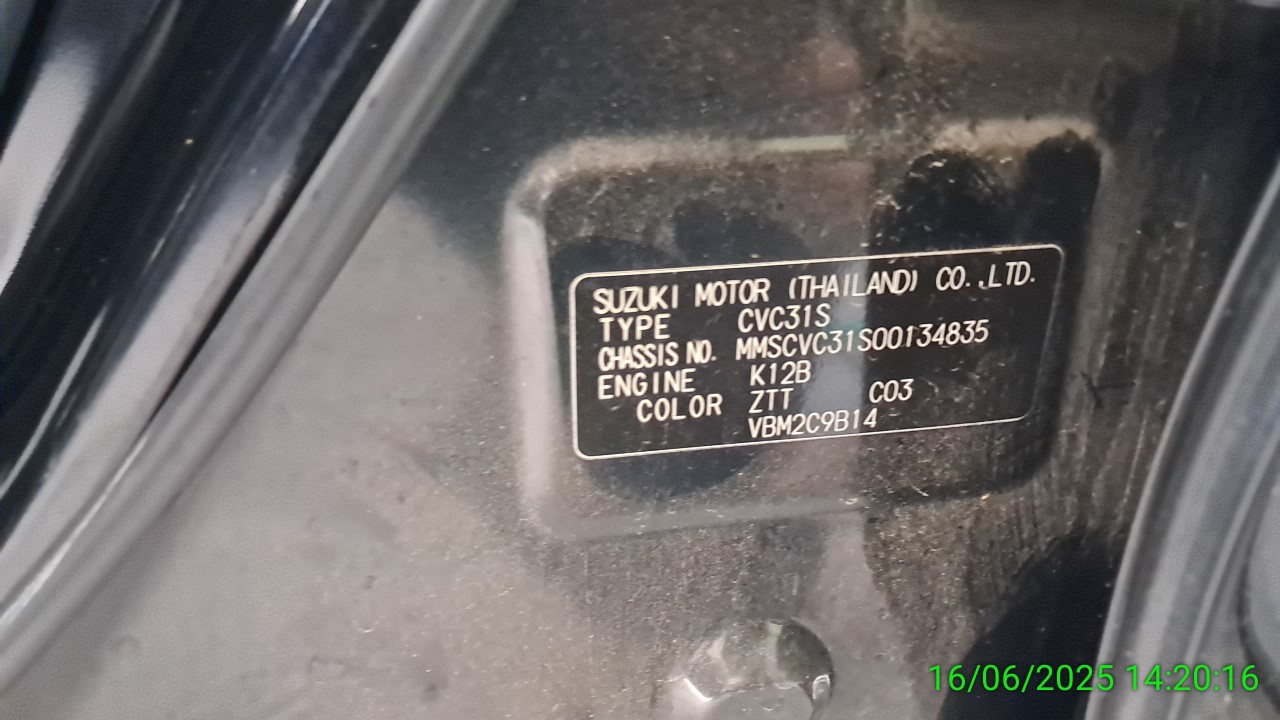 SUZUKI MOTOR (THAILAND) CO.,LTD.
TYPE CVC31S
CHASSIS NO. MMSCVC31S00134835
ENGINE K12B
COLOR ZTT C03
VBM2C9B14
16/06/2025 14:20:16